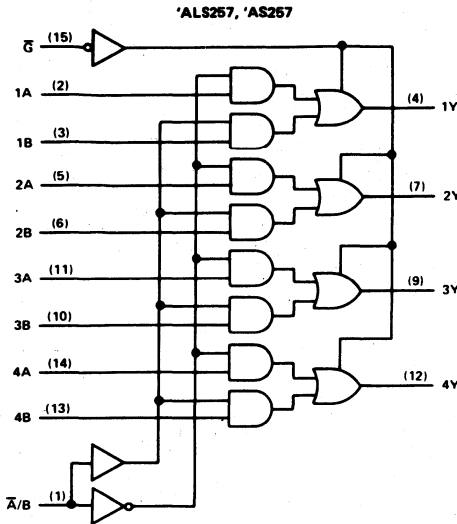 'ALS257, 'AS257
G̅ (15)
1A (2)
(4) 1Y
1B (3)
2A (5)
(7) 2Y
2B (6)
3A (11)
(9) 3Y
3B (10)
4A (14)
(12) 4Y
4B (13)
A̅/B (1)